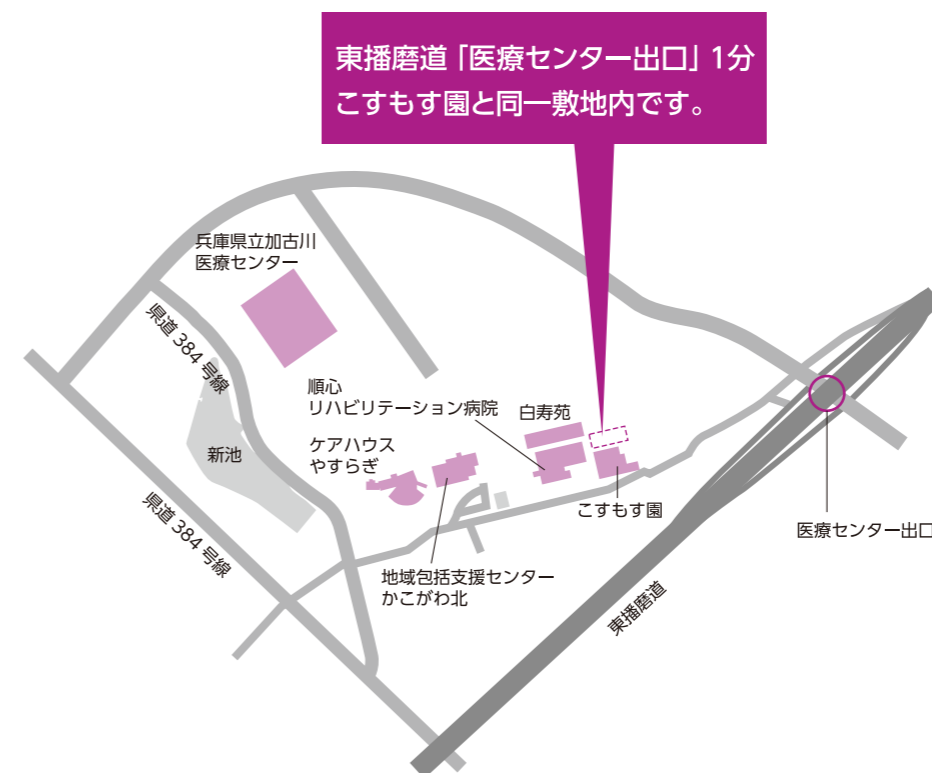 東播磨道「医療センター出口」1分
こすもす園と同一敷地内です。
兵庫県立加古川
医療センター
県道 384 号線
順心
リハビリテーション病院
白寿苑
新池
ケアハウス
やすらぎ
こすもす園
医療センター出口
県道 384 号線
地域包括支援センター
かこがわ北
東播磨道